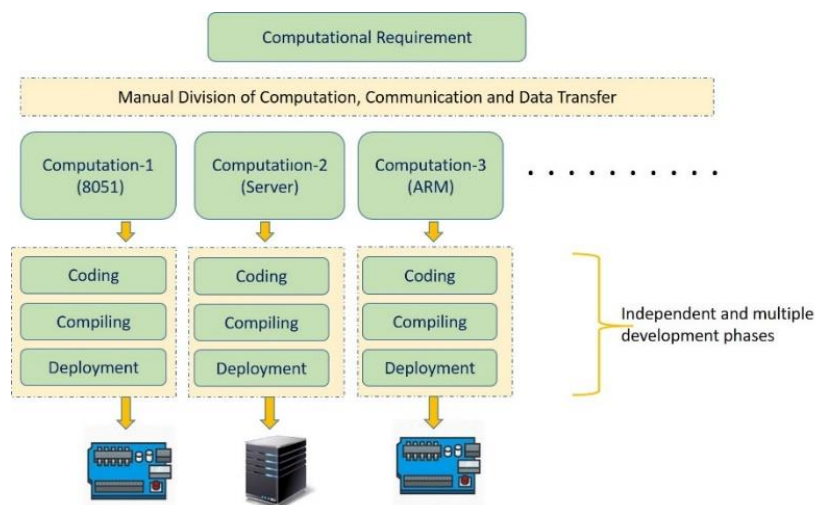 Computational Requirement
Manual Division of Computation, Communication and Data Transfer
Computation-1
(8051)
Computatiion-2
(Server)
Computation-3
(ARM)
. . . . . . . . . .
Coding
Compiling
Deployment
Coding
Compiling
Deployment
Coding
Compiling
Deployment
Independent and multiple
development phases